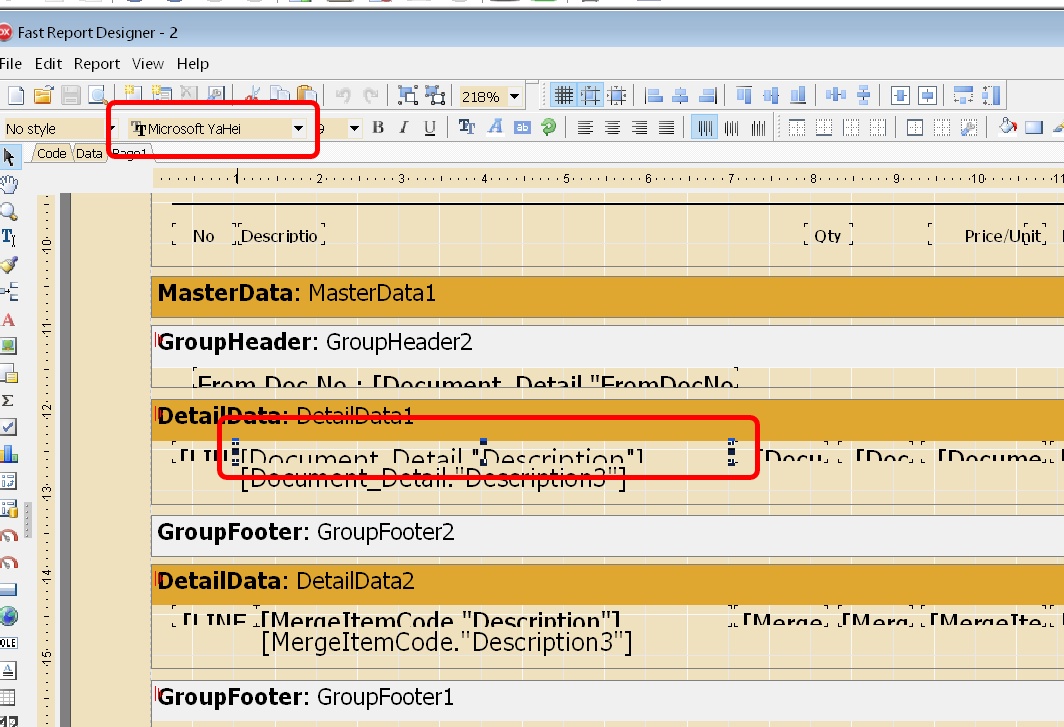 Fast Report Designer - 2
File Edit Report View Help
218%
No style Microsoft YaHei 9 B I U
Code Data Page1
1 2 3 4 5 6 7 8 9 10 11
No Descriptio Qty Price/Unit
10
MasterData: MasterData1
11
GroupHeader: GroupHeader2
From Doc No : [Document_Detail."FromDocNo
12
DetailData: DetailData1
[LIN [Document_Detail."Description"] [Docu [Doc [Docume
[Document_Detail."Description3"]
13
GroupFooter: GroupFooter2
14
DetailData: DetailData2
[LINE [MergeItemCode."Description"] [Merge [Merg [MergeIte
[MergeItemCode."Description3"]
OLE
15
GroupFooter: GroupFooter1